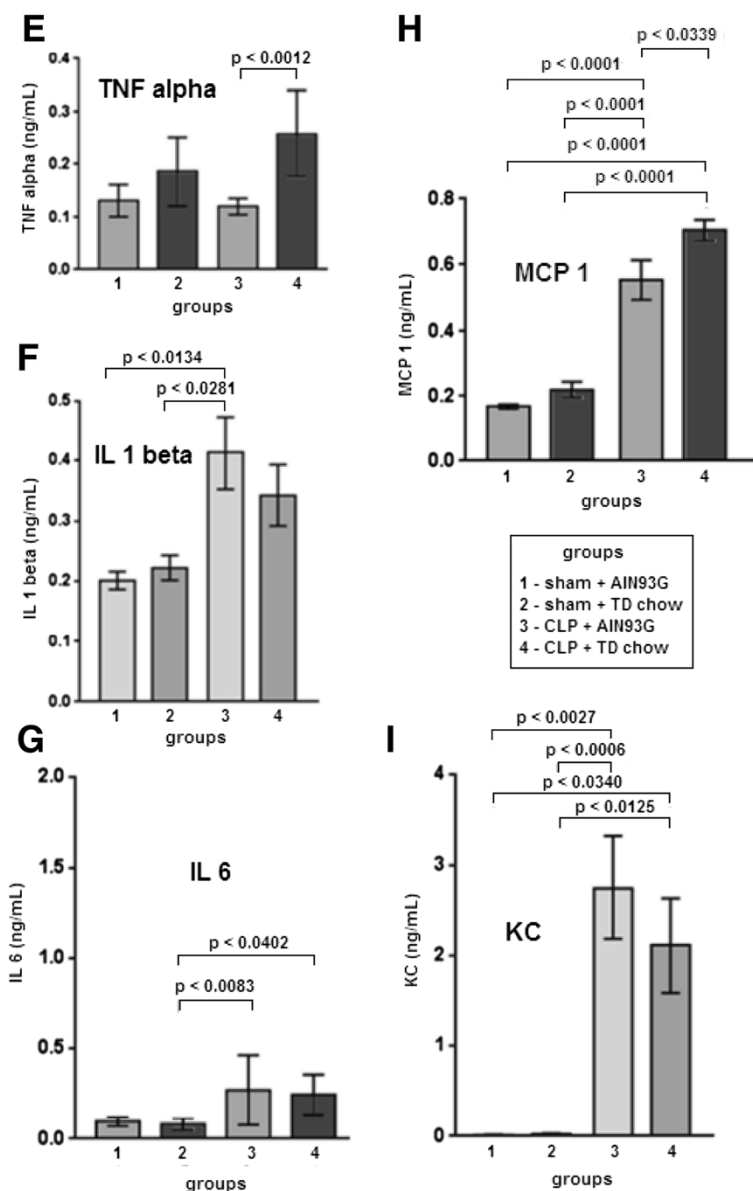 E
TNF alpha
p < 0.0012
TNF alpha (ng/mL)
0.4
0.3
0.2
0.1
0.0
1 2 3 4
groups
F
p < 0.0134
p < 0.0281
IL 1 beta
IL 1 beta (ng/mL)
0.5
0.4
0.3
0.2
0.1
0.0
1 2 3 4
groups
G
IL 6
p < 0.0402
p < 0.0083
IL 6 (ng/mL)
2.0
1.5
1.0
0.5
0.0
1 2 3 4
groups
H
p < 0.0339
p < 0.0001
p < 0.0001
p < 0.0001
p < 0.0001
MCP 1
MCP 1 (ng/mL)
0.8
0.6
0.4
0.2
0.0
1 2 3 4
groups
groups
1 - sham + AIN93G
2 - sham + TD chow
3 - CLP + AIN93G
4 - CLP + TD chow
I
p < 0.0027
p < 0.0006
p < 0.0340
p < 0.0125
KC
KC (ng/mL)
4
3
2
1
0
1 2 3 4
groups